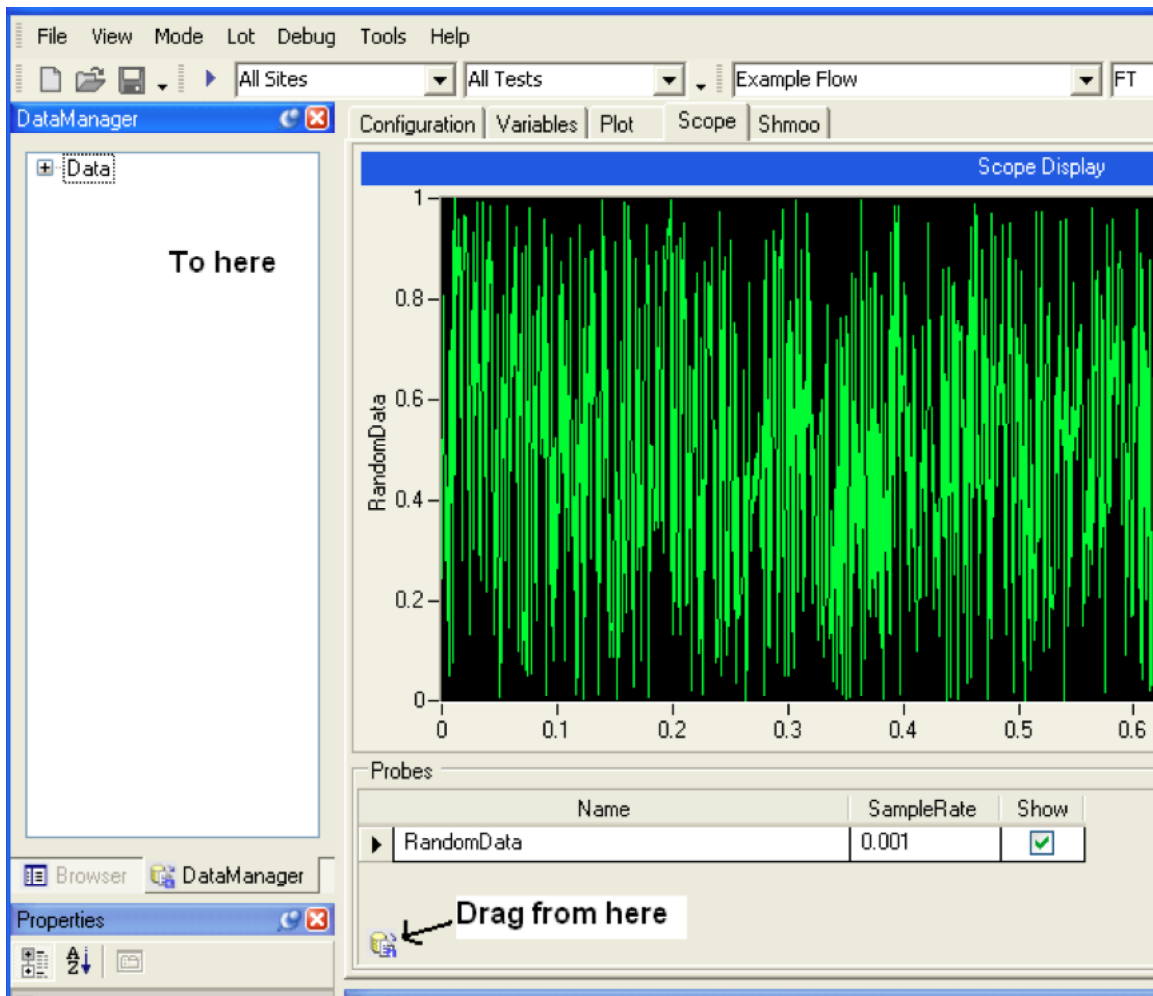 File View Mode Lot Debug Tools Help
All Sites All Tests Example Flow FT
DataManager
Data
To here
Browser DataManager
Properties
Configuration Variables Plot Scope Shmoo
Scope Display
RandomData
1
0.8
0.6
0.4
0.2
0
0 0.1 0.2 0.3 0.4 0.5 0.6
Probes
Name SampleRate Show
RandomData 0.001
Drag from here